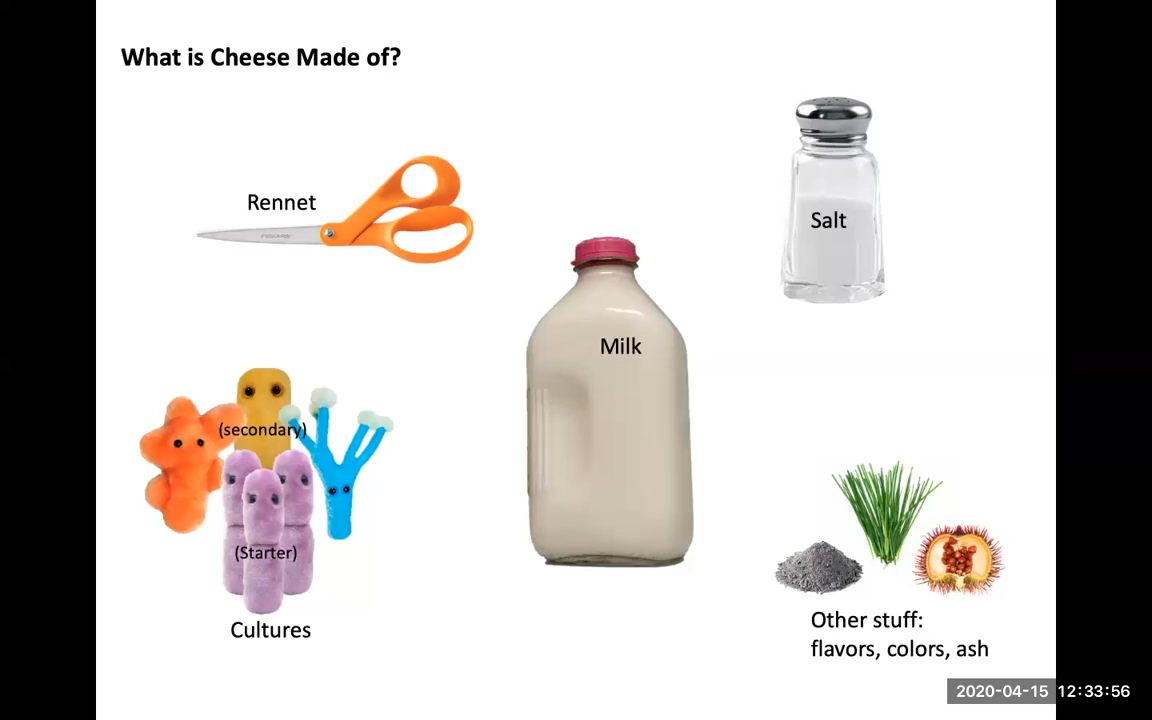 What is Cheese Made of?
Rennet
Salt
Milk
(secondary)
(Starter)
Cultures
Other stuff:
flavors, colors, ash
2020-04-15 12:33:56